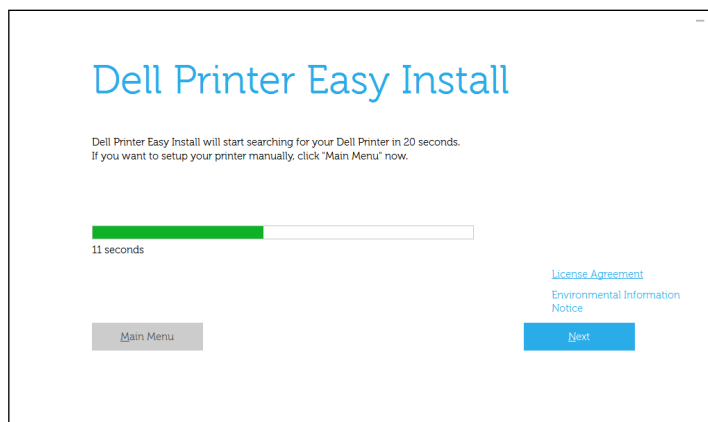 Dell Printer Easy Install
Dell Printer Easy Install will start searching for your Dell Printer in 20 seconds.
If you want to setup your printer manually, click "Main Menu" now.
11 seconds
License Agreement
Environmental Information
Notice
Main Menu
Next